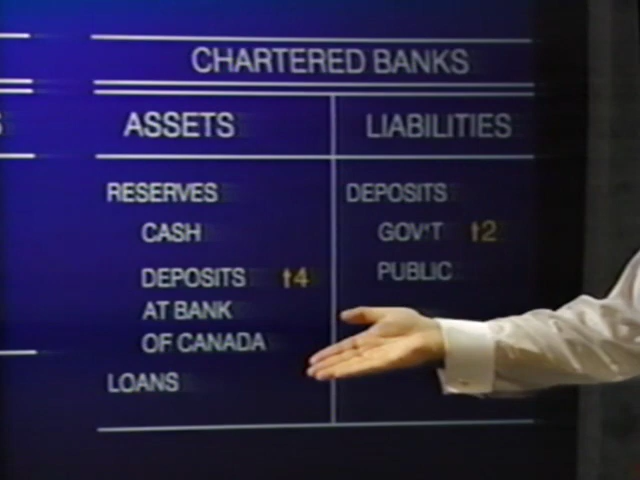 CHARTERED BANKS
S
ASSETS
LIABILITIES
RESERVES
CASH
DEPOSITS ↑4
AT BANK
OF CANADA
LOANS
DEPOSITS
GOV'T ↑2
PUBLIC